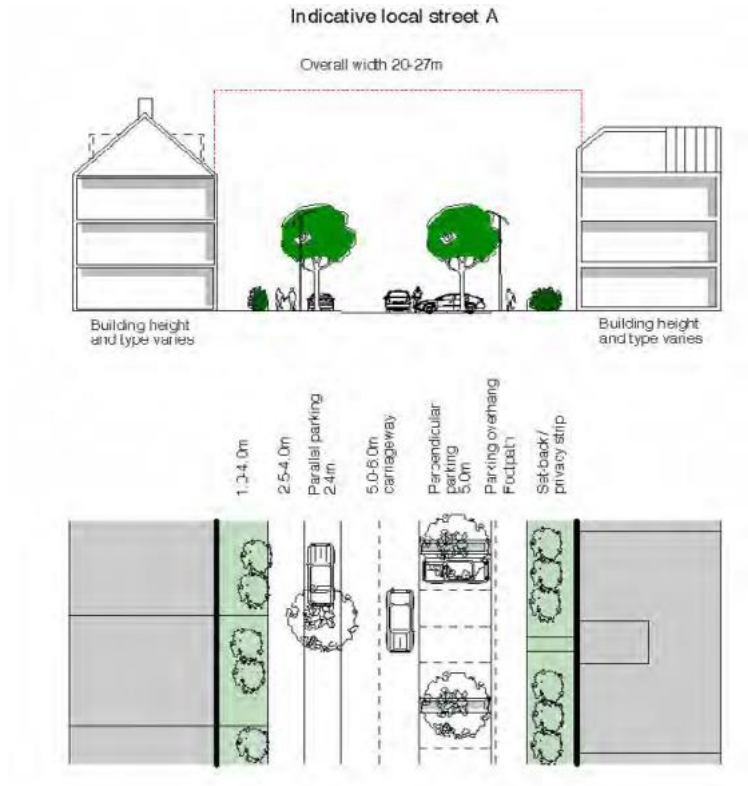 Indicative local street A
Overall width 20-27m
Building height
and type varies
Building height
and type varies
1.0-4.0m
2.5-4.0m
Parallel parking
2.4m
5.0-6.0m
carriageway
Perpendicular
parking
5.0m
Parking overhang
Footpath
Set-back /
privacy strip